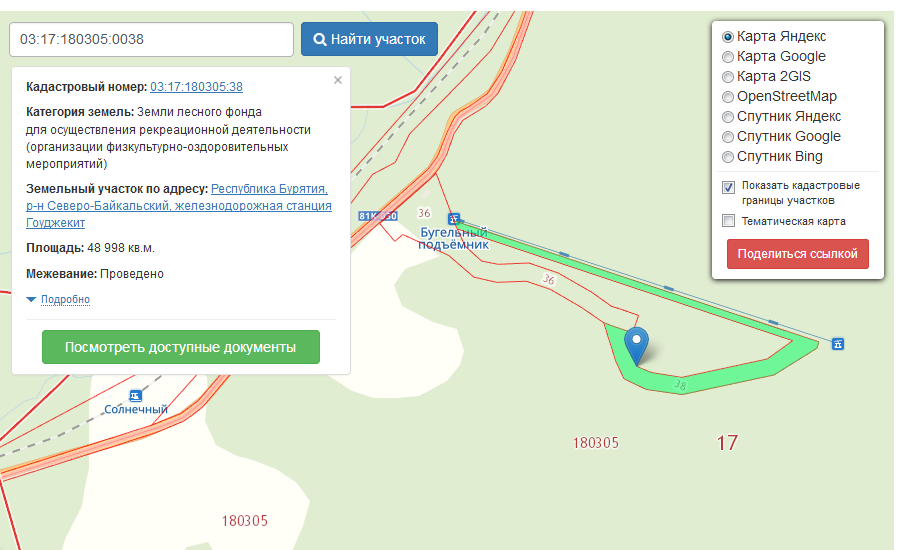 03:17:180305:0038
Найти участок
Кадастровый номер: 03:17:180305:38
Категория земель: Земли лесного фонда
для осуществления рекреационной деятельности
(организации физкультурно-оздоровительных
мероприятий)
Земельный участок по адресу: Республика Бурятия,
р-н Северо-Байкальский, железнодорожная станция
Гоуджекит
Площадь: 48 998 кв.м.
Межевание: Проведено
Подробно
Посмотреть доступные документы
Карта Яндекс
Карта Google
Карта 2GIS
OpenStreetMap
Спутник Яндекс
Спутник Google
Спутник Bing
Показать кадастровые
границы участков
Тематическая карта
Поделиться ссылкой
36
Бугельный
подъёмник
36
38
Солнечный
180305
17
180305